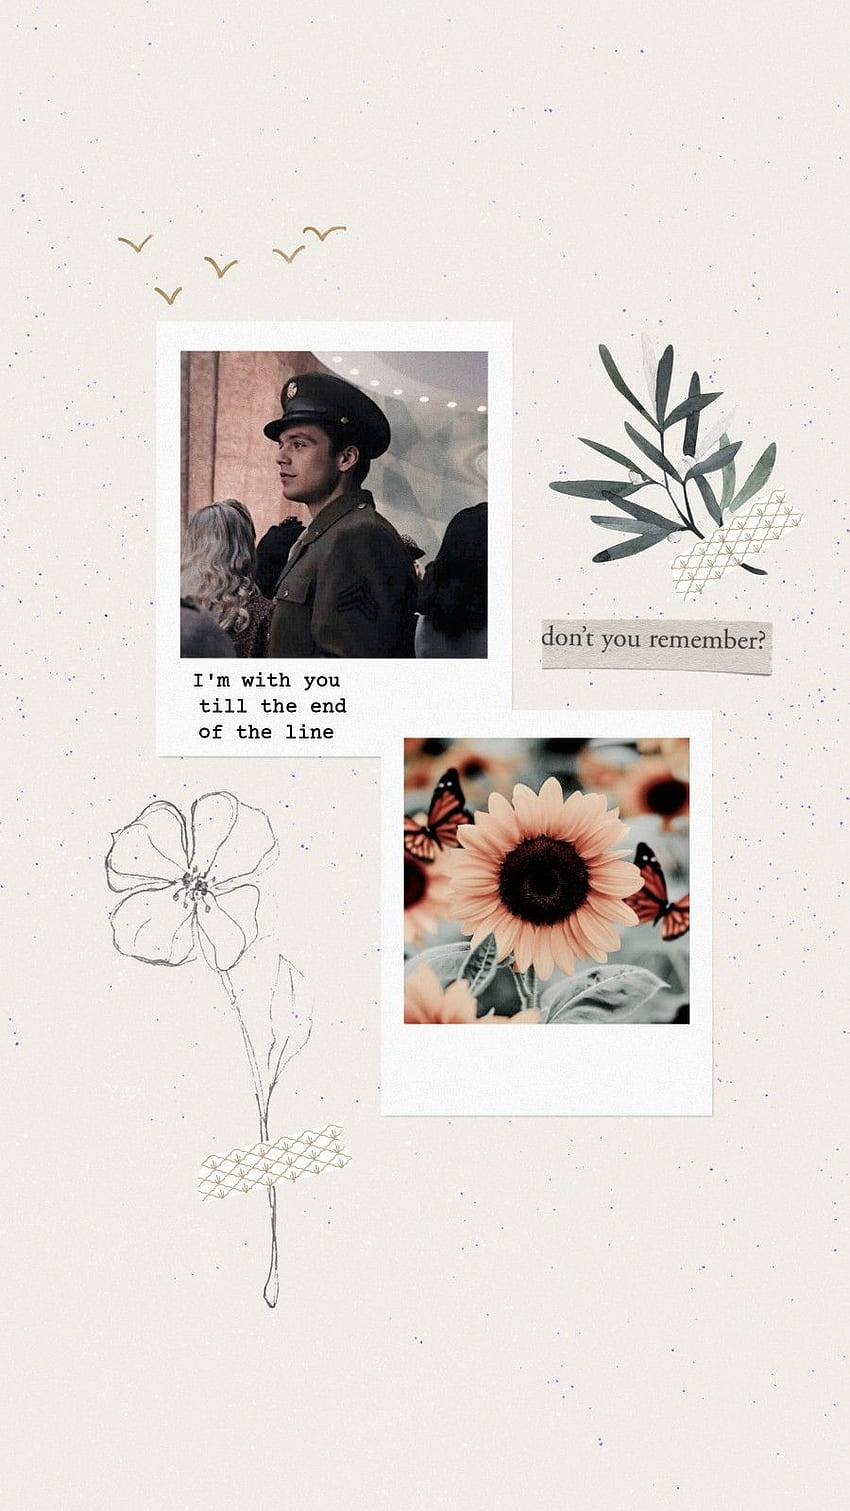 don't you remember?
I'm with you
till the end
of the line